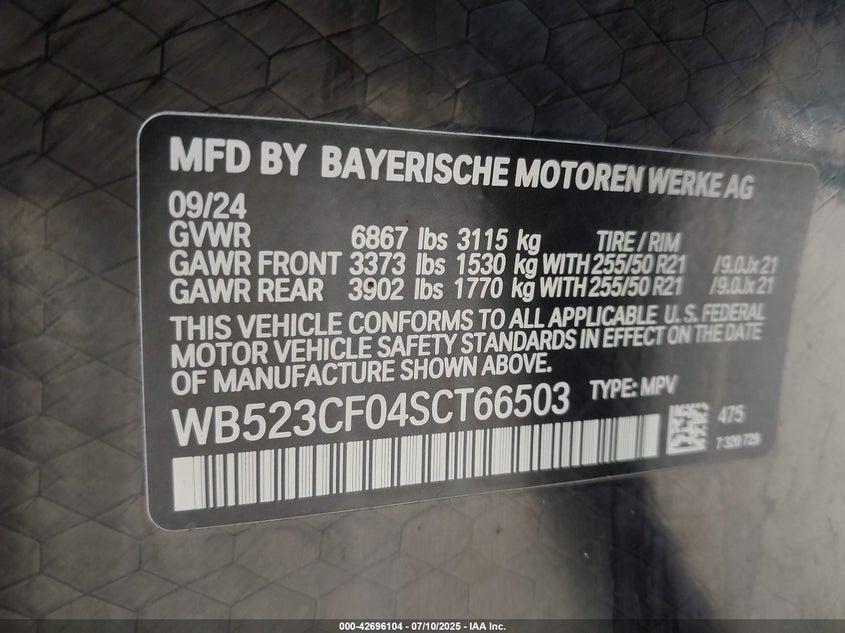 MFD BY BAYERISCHE MOTOREN WERKE AG
09/24
GVWR 6867 lbs 3115 kg TIRE / RIM
GAWR FRONT 3373 lbs 1530 kg WITH 255/50 R21 /9.0Jx21
GAWR REAR 3902 lbs 1770 kg WITH 255/50 R21 /9.0Jx21
THIS VEHICLE CONFORMS TO ALL APPLICABLE U.S. FEDERAL
MOTOR VEHICLE SAFETY STANDARDS IN EFFECT ON THE DATE
OF MANUFACTURE SHOWN ABOVE.
WB523CF04SCT66503 TYPE: MPV
475
7 320 729
000-42696104 - 07/10/2025 - IAA Inc.